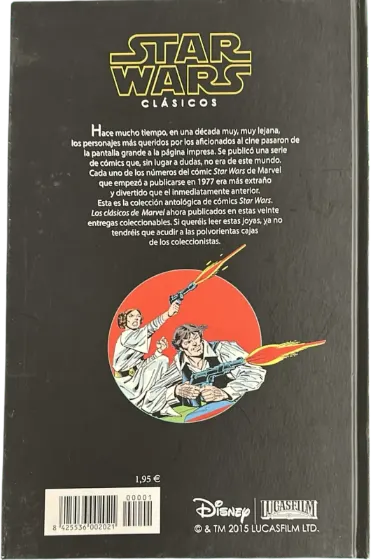 STAR
WARS
CLÁSICOS
Hace mucho tiempo, en una década muy, muy lejana,
los personajes más queridos por los aficionados al cine pasaron de
la pantalla grande a la página impresa. Se publicó una serie
de cómics que, sin lugar a dudas, no era de este mundo.
Cada uno de los números del cómic Star Wars de Marvel
que empezó a publicarse en 1977 era más extraño
y divertido que el inmediatamente anterior.
Esta es la colección antológica de cómics Star Wars.
Los clásicos de Marvel ahora publicados en estas veinte
entregas coleccionables. Si queréis leer estas joyas, ya no
tendréis que acudir a las polvorientas cajas
de los coleccionistas.
1,95 €
00001
8 425536 002021
Disney
LUCASFILM
© & TM 2015 LUCASFILM LTD.